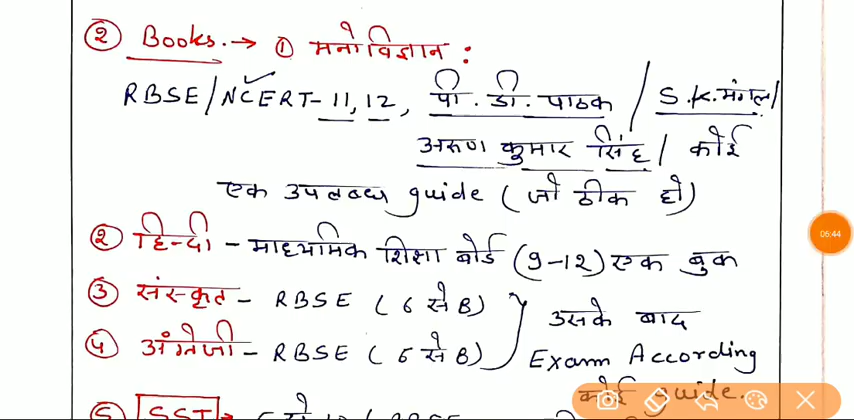 ② Books. → ① मनोविज्ञान :
RBSE/NCERT-11, 12, पी. डी. पाठक / S.K. मंगल/
अरुण कुमार सिंह / कोई
एक उपलब्ध guide ( जो ठीक हो )
② हिन्दी - माध्यमिक शिक्षा बोर्ड (9-12) एक बुक
③ संस्कृत - RBSE ( 6 से 8 ) उसके बाद
④ अंग्रेजी - RBSE ( 6 से 8 ) Exam According
कोई guide.
06:44